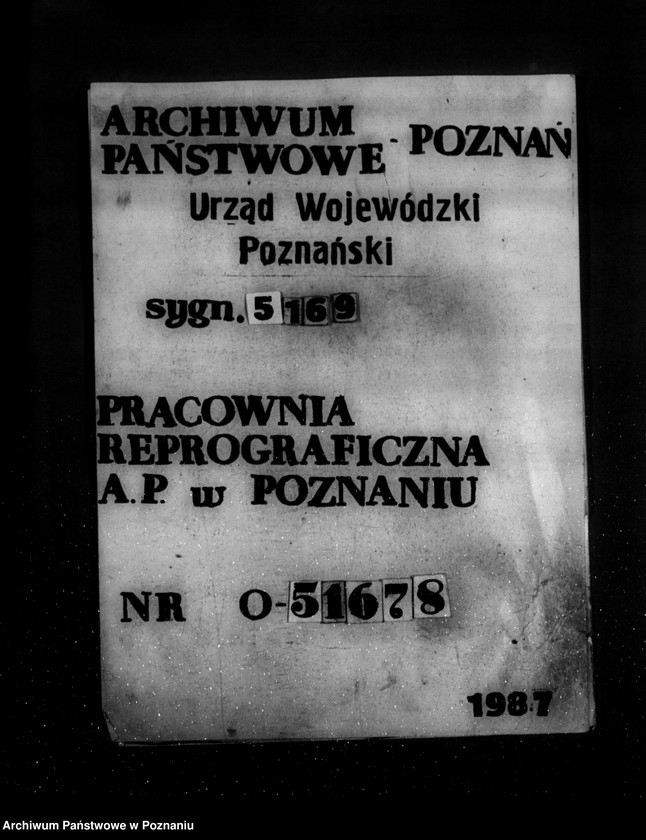 ARCHIWUM
PAŃSTWOWE - POZNAŃ
Urząd Wojewódzki
Poznański
sygn. 5169
PRACOWNIA
REPROGRAFICZNA
A.P. w POZNANIU
NR O-51678
1987
Archiwum Państwowe w Poznaniu